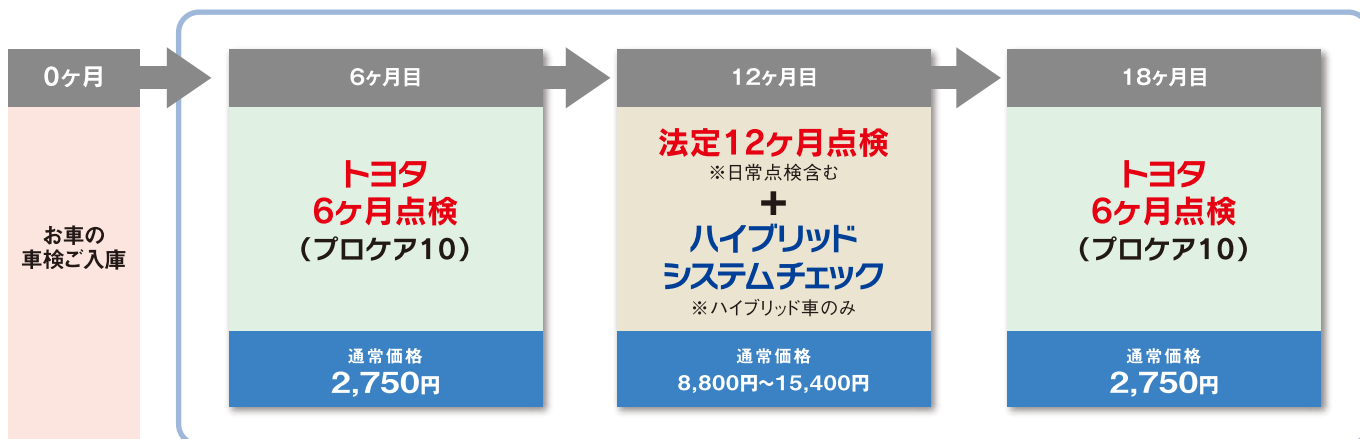 0ヶ月
お車の
車検ご入庫
6ヶ月目
トヨタ
6ヶ月点検
（プロケア10）
通常価格
2,750円
12ヶ月目
法定12ヶ月点検
※日常点検含む
+
ハイブリッド
システムチェック
※ハイブリッド車のみ
通常価格
8,800円〜15,400円
18ヶ月目
トヨタ
6ヶ月点検
（プロケア10）
通常価格
2,750円